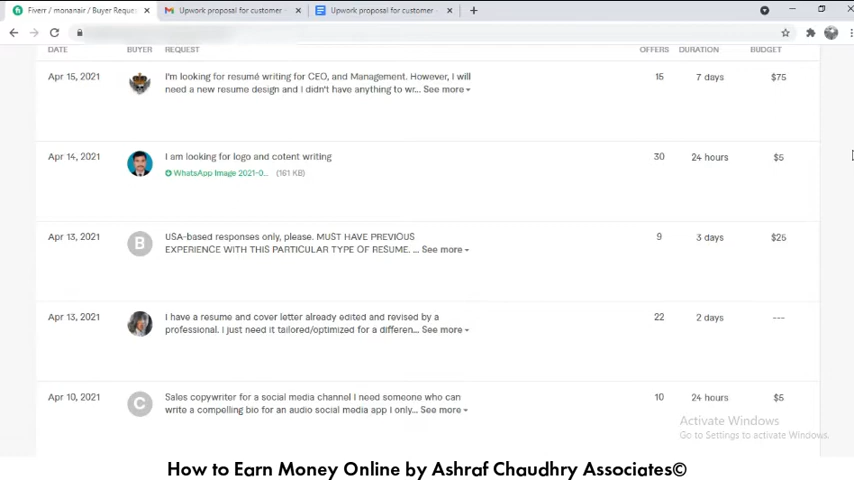 Fiverr / monanair / Buyer Reque
Upwork proposal for customer
Upwork proposal for customer
DATE BUYER REQUEST OFFERS DURATION BUDGET
Apr 15, 2021 I'm looking for resumé writing for CEO, and Management. However, I will 15 7 days $75
need a new resume design and I didn't have anything to wr... See more
Apr 14, 2021 I am looking for logo and cotent writing 30 24 hours $5
WhatsApp Image 2021-0... (161 KB)
Apr 13, 2021 B USA-based responses only, please. MUST HAVE PREVIOUS 9 3 days $25
EXPERIENCE WITH THIS PARTICULAR TYPE OF RESUME. ... See more
Apr 13, 2021 I have a resume and cover letter already edited and revised by a 22 2 days ---
professional. I just need it tailored/optimized for a differen... See more
Apr 10, 2021 C Sales copywriter for a social media channel I need someone who can 10 24 hours $5
write a compelling bio for an audio social media app I only... See more
Activate Windows
Go to Settings to activate Windows.
How to Earn Money Online by Ashraf Chaudhry Associates©